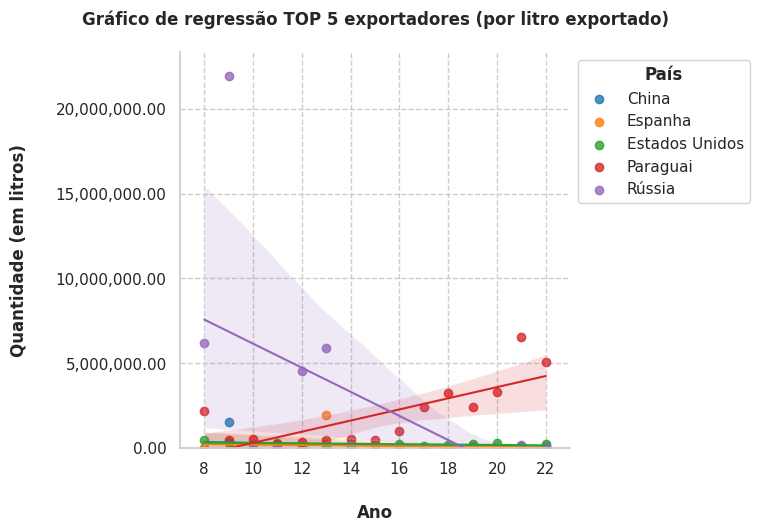 Gráfico de regressão TOP 5 exportadores (por litro exportado)
Quantidade (em litros)
20,000,000.00
15,000,000.00
10,000,000.00
5,000,000.00
0.00
8 10 12 14 16 18 20 22
Ano
País
China
Espanha
Estados Unidos
Paraguai
Rússia